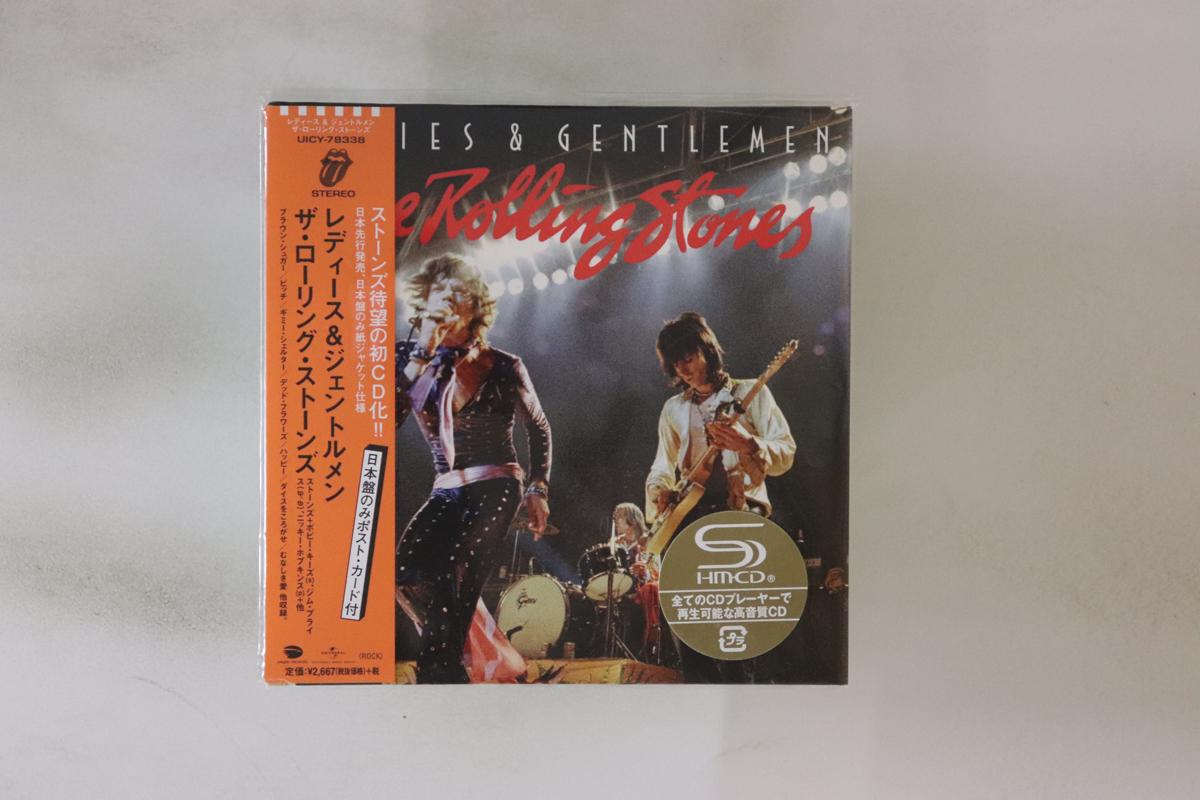 レディース & ジェントルメン
ザ・ローリング・ストーンズ
UICY-78338
STEREO
ストーンズ待望の初CD化!!
日本先行発売、日本盤のみ紙ジャケット仕様
レディース&ジェントルメン
ザ・ローリング・ストーンズ
ストーンズ+ボビー・キーズ(s)、ジム・プライ
ス(tp,tb)、ニッキー・ホプキンス(p)+他
ブラウン・シュガー/ビッチ/ギミー・シェルター/デッド・フラワーズ/ハッピー/ダイスをころがせ/むなしき愛 他収録。
日本盤のみポスト・カード付
(ROCK)
定価:¥2,667(税抜価格)+税
IES & GENTLEMEN
e Rolling Stones
SHM-CD®
全てのCDプレーヤーで
再生可能な高音質CD
プラ